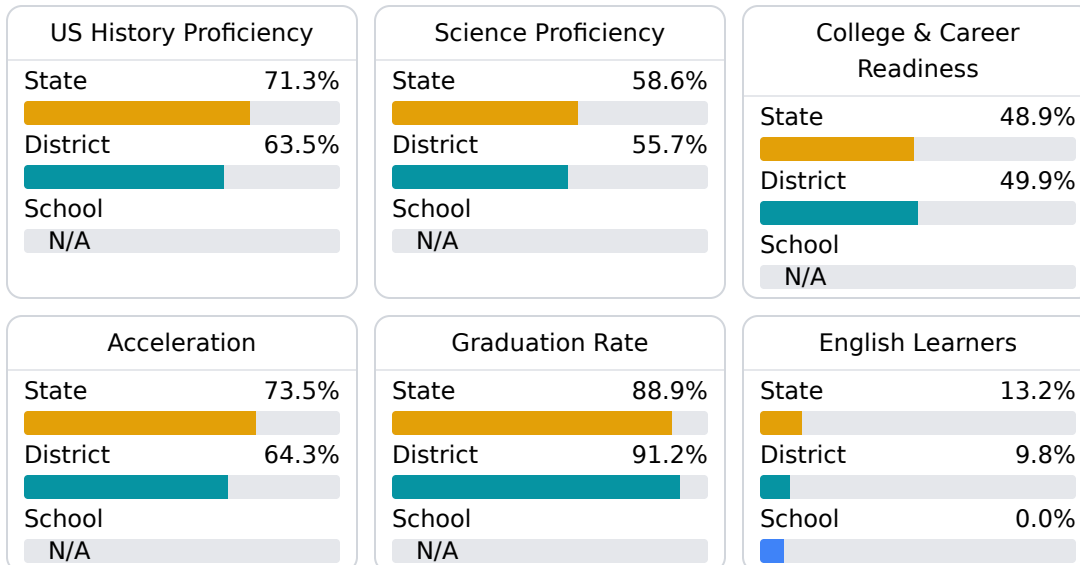 US History Proficiency
State 71.3%
District 63.5%
School
N/A
Science Proficiency
State 58.6%
District 55.7%
School
N/A
College & Career
Readiness
State 48.9%
District 49.9%
School
N/A
Acceleration
State 73.5%
District 64.3%
School
N/A
Graduation Rate
State 88.9%
District 91.2%
School
N/A
English Learners
State 13.2%
District 9.8%
School 0.0%